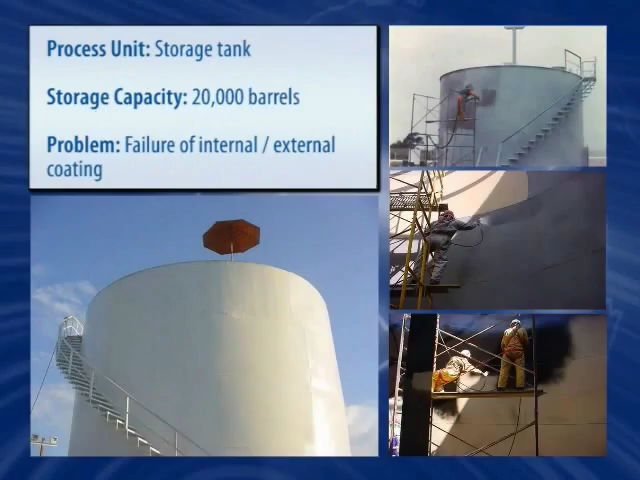 Process Unit: Storage tank
Storage Capacity: 20,000 barrels
Problem: Failure of internal / external
coating